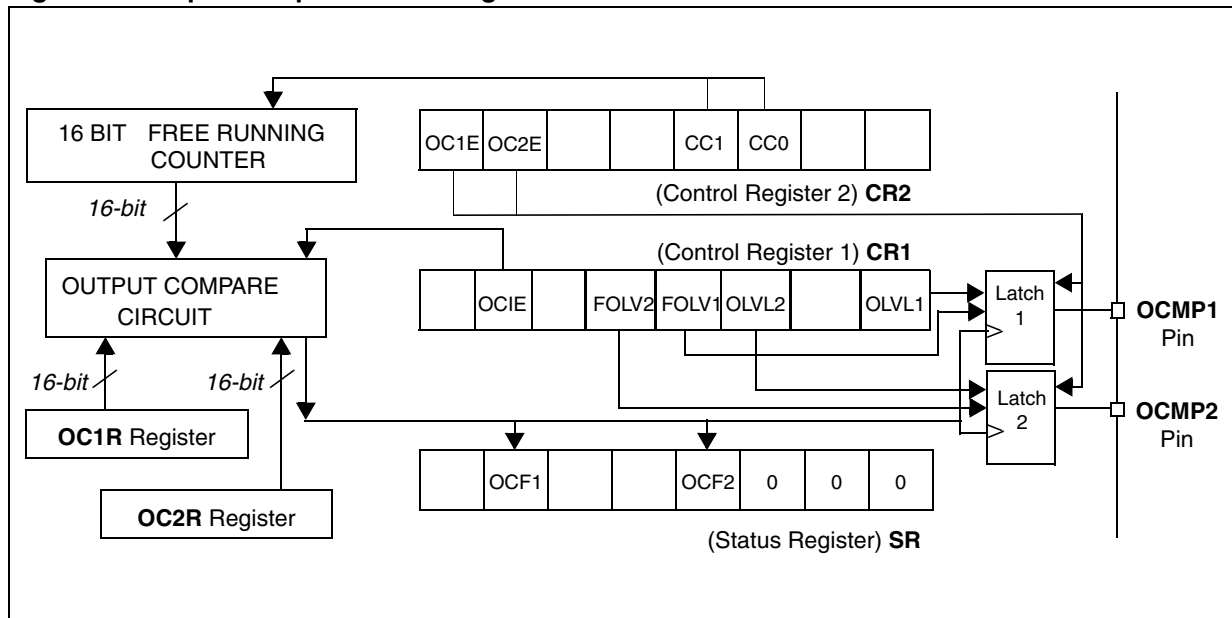 16 BIT FREE RUNNING
COUNTER
16-bit
OC1E OC2E CC1 CC0
(Control Register 2) CR2
(Control Register 1) CR1
OUTPUT COMPARE
CIRCUIT
OCIE FOLV2 FOLV1 OLVL2 OLVL1
Latch
1
OCMP1
Pin
16-bit
16-bit
Latch
2
OCMP2
Pin
OC1R Register
OCF1 OCF2 0 0 0
OC2R Register
(Status Register) SR